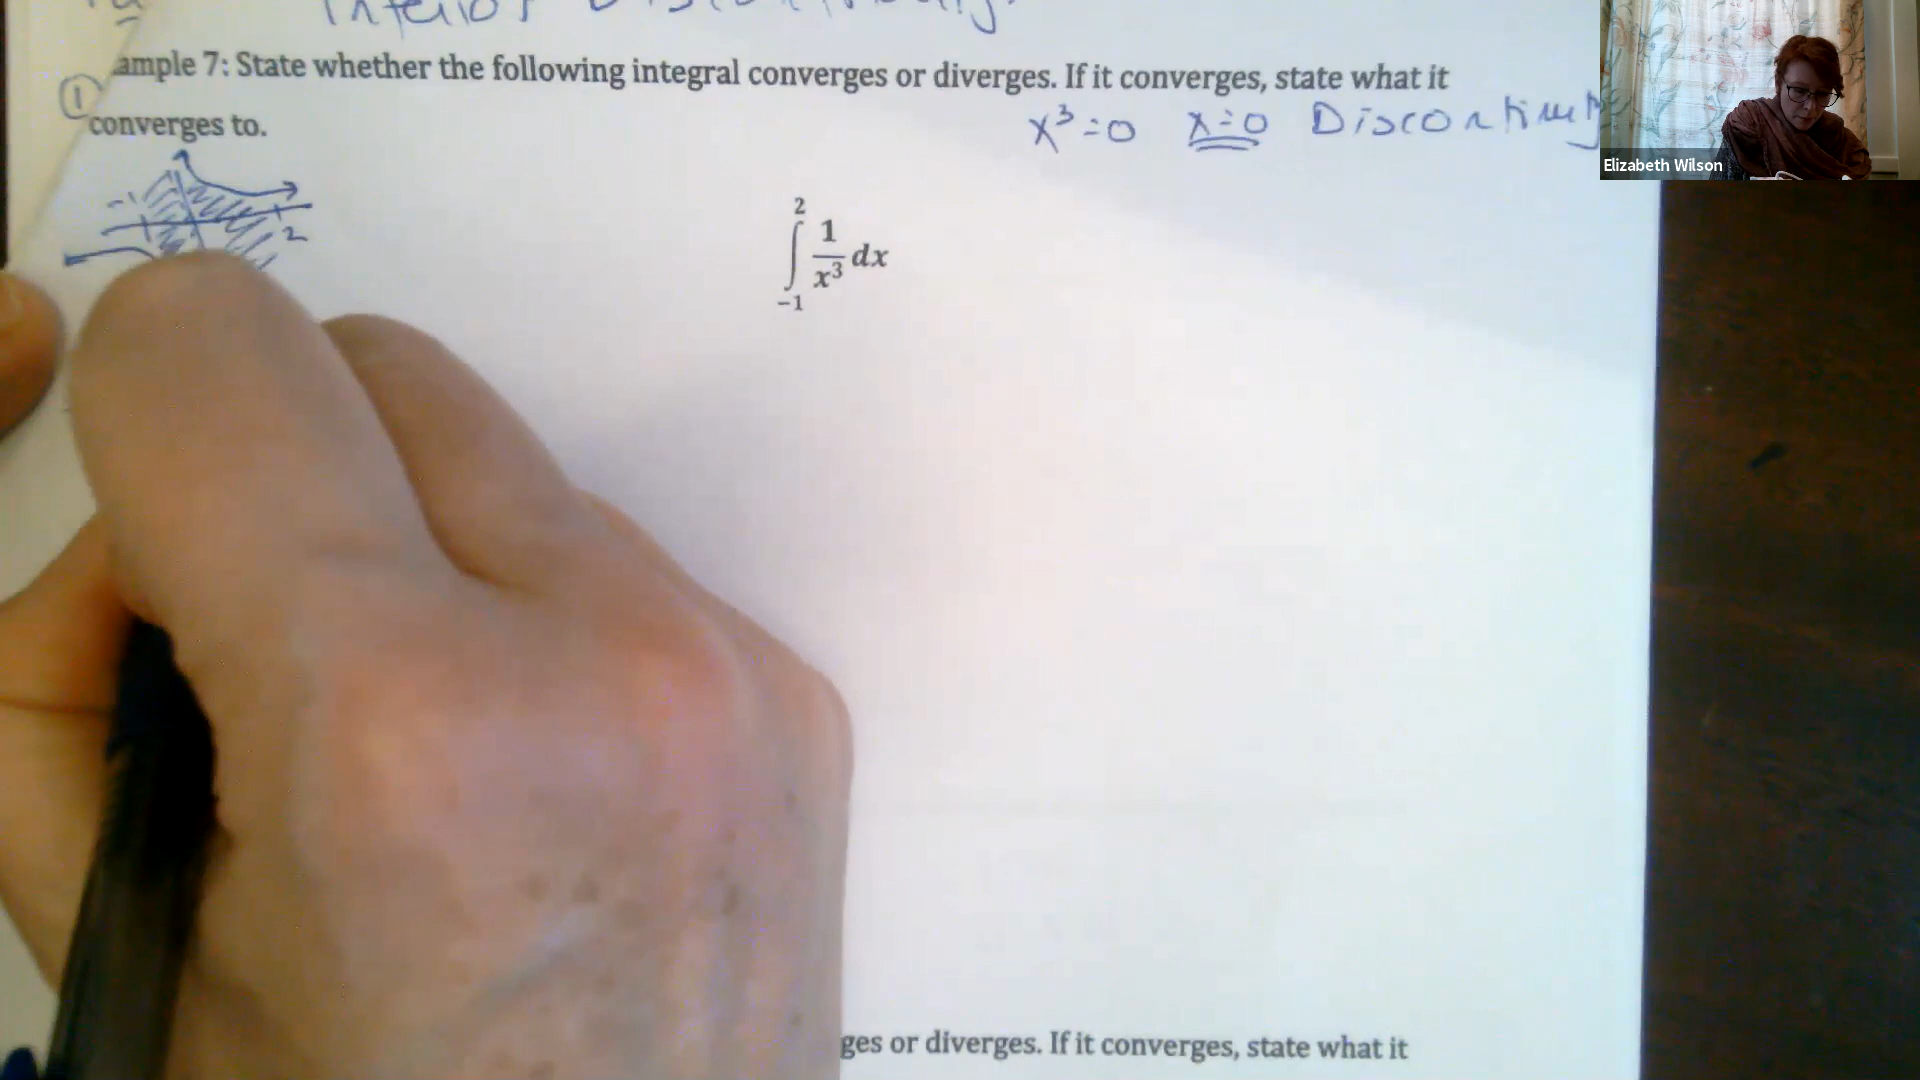 Interior
ample 7: State whether the following integral converges or diverges. If it converges, state what it
①
converges to.
x³=0 x=0 Discontinuity
Elizabeth Wilson
-1
2
2
∫ 1/x³ dx
-1
ges or diverges. If it converges, state what it